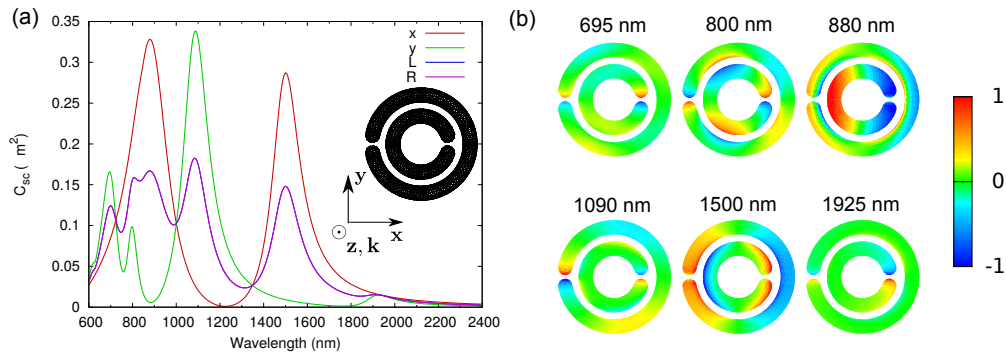 (a)
0.35
0.3
0.25
0.2
0.15
0.1
0.05
0
C_sc ( m²)
600 800 1000 1200 1400 1600 1800 2000 2200 2400
Wavelength (nm)
x
y
L
R
y
x
z, k
(b)
695 nm 800 nm 880 nm
1090 nm 1500 nm 1925 nm
1
0
-1